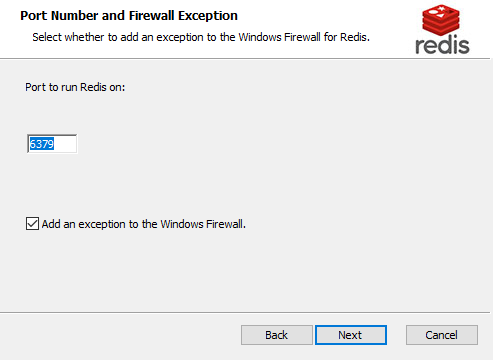 Port Number and Firewall Exception
Select whether to add an exception to the Windows Firewall for Redis.
redis
Port to run Redis on:
6379
Add an exception to the Windows Firewall.
Back
Next
Cancel